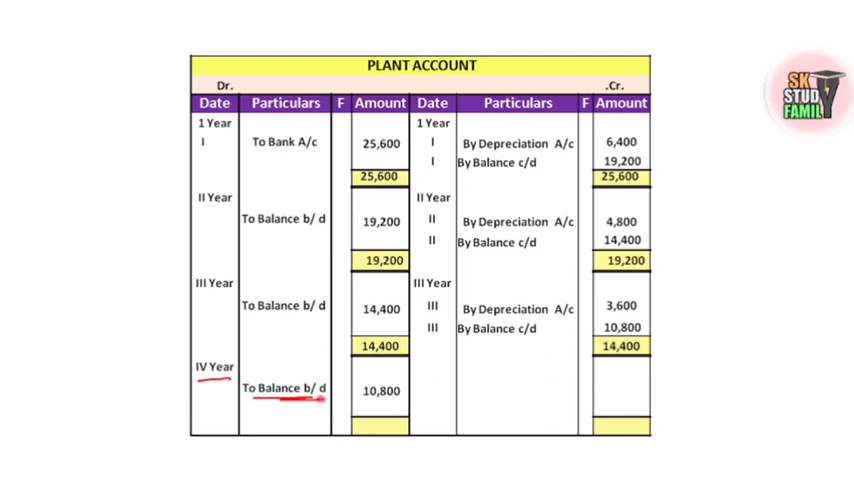 PLANT ACCOUNT
Dr. .Cr.
Date Particulars F Amount Date Particulars F Amount
1 Year 1 Year
I To Bank A/c 25,600 I By Depreciation A/c 6,400
I By Balance c/d 19,200
25,600 25,600
II Year II Year
To Balance b/ d 19,200 II By Depreciation A/c 4,800
II By Balance c/d 14,400
19,200 19,200
III Year III Year
To Balance b/ d 14,400 III By Depreciation A/c 3,600
III By Balance c/d 10,800
14,400 14,400
IV Year
To Balance b/ d 10,800
SK
STUDY
FAMILY